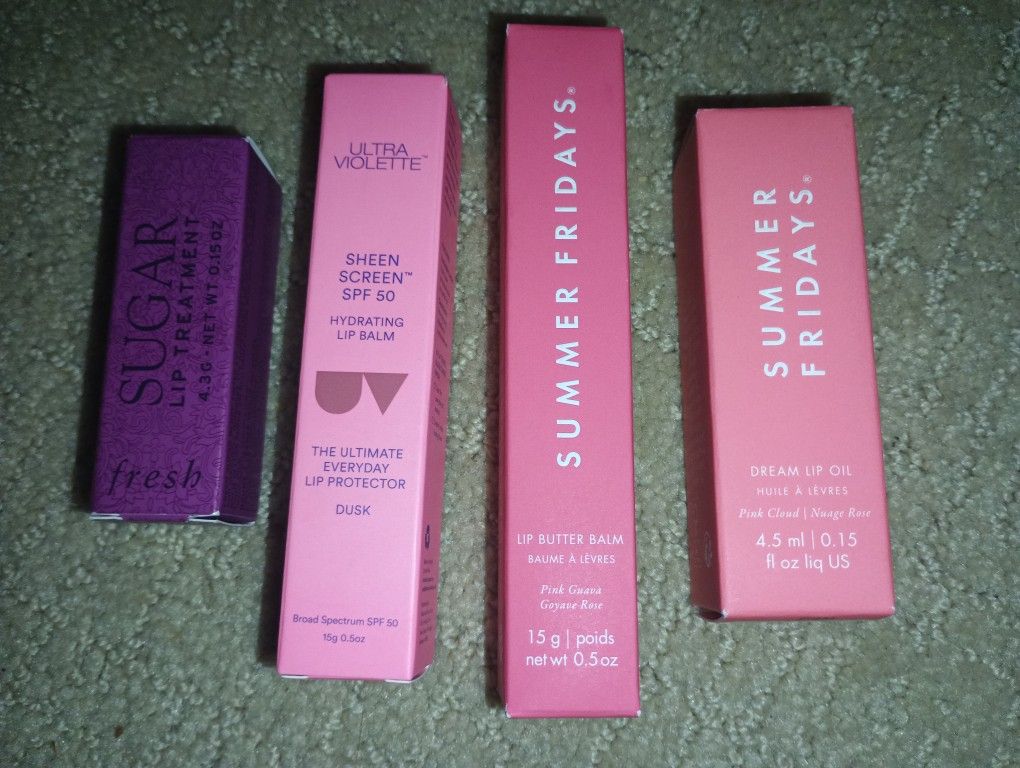 SUGAR
LIP TREATMENT
4.3G • NET WT 0.15 OZ
fresh
ULTRA
VIOLETTE™
SHEEN
SCREEN™
SPF 50
HYDRATING
LIP BALM
THE ULTIMATE
EVERYDAY
LIP PROTECTOR
DUSK
Broad Spectrum SPF 50
15g 0.5oz
SUMMER FRIDAYS®
LIP BUTTER BALM
BAUME À LÈVRES
Pink Guava
Goyave Rose
15 g | poids
net wt 0.5 oz
SUMMER
FRIDAYS®
DREAM LIP OIL
HUILE À LÈVRES
Pink Cloud | Nuage Rose
4.5 ml | 0.15
fl oz liq US